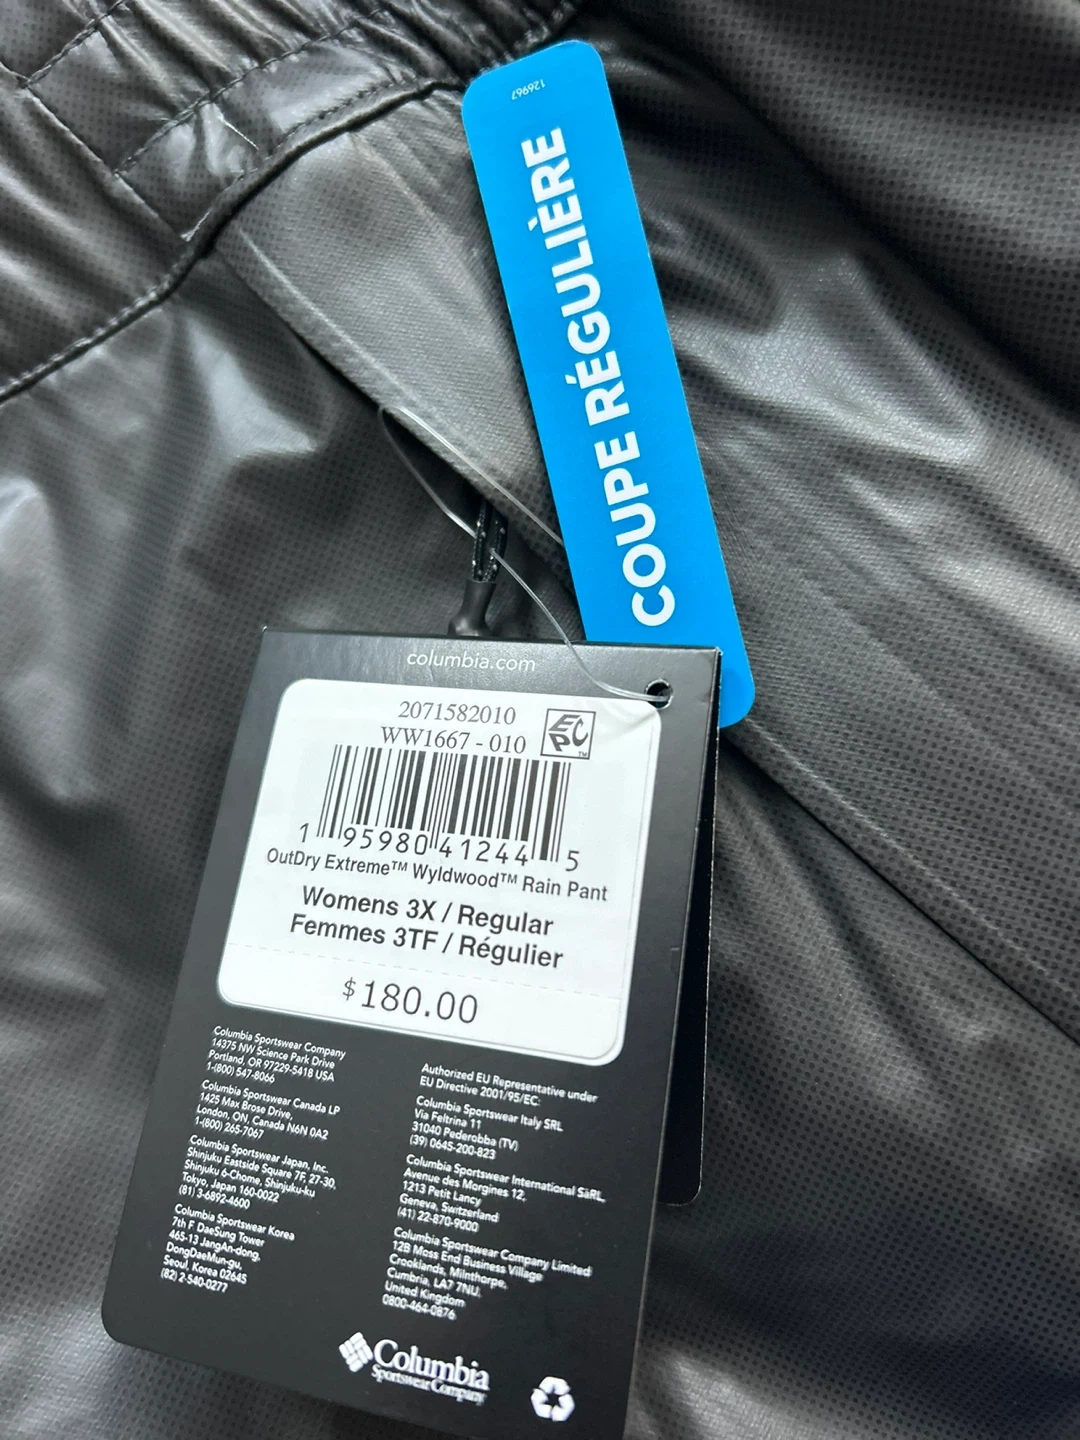 126967
COUPE RÉGULIÈRE
columbia.com
2071582010
WW1667 - 010
EPC™
1 95980 41244 5
OutDry Extreme™ Wyldwood™ Rain Pant
Womens 3X / Regular
Femmes 3TF / Régulier
$180.00
Columbia Sportswear Company
14375 NW Science Park Drive
Portland, OR 97229-5418 USA
1-(800) 547-8066
Columbia Sportswear Canada LP
1425 Max Brose Drive,
London, ON, Canada N6N 0A2
1-(800) 265-7067
Columbia Sportswear Japan, Inc.
Shinjuku Eastside Square 7F, 27-30,
Shinjuku 6-Chome, Shinjuku-ku
Tokyo, Japan 160-0022
(81) 3-6892-4600
Columbia Sportswear Korea
7th F DaeSung Tower
465-13 JangAn-dong,
DongDaeMun-gu,
Seoul, Korea 02645
(82) 2-540-0277
Authorized EU Representative under
EU Directive 2001/95/EC:
Columbia Sportswear Italy SRL
Via Feltrina 11
31040 Pederobba (TV)
(39) 0645-200-823
Columbia Sportswear International SàRL,
Avenue des Morgines 12,
1213 Petit Lancy
Geneva, Switzerland
(41) 22-870-9000
Columbia Sportswear Company Limited
12B Moss End Business Village
Crooklands, Milnthorpe,
Cumbria, LA7 7NU,
United Kingdom
0800-464-0876
Columbia
Sportswear Company